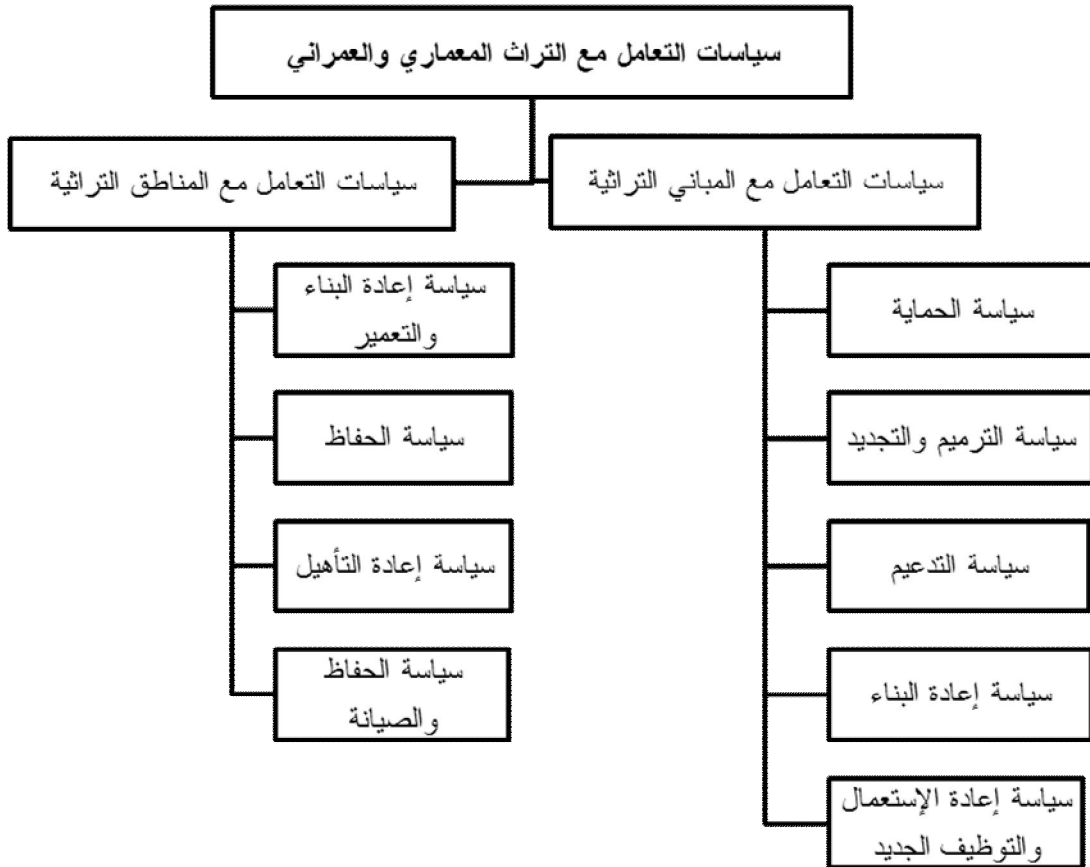 سياسات التعامل مع التراث المعماري والعمراني
سياسات التعامل مع المباني التراثية
سياسة الحماية
سياسة الترميم والتجديد
سياسة التدعيم
سياسة إعادة البناء
سياسة إعادة الإستعمال
والتوظيف الجديد
سياسات التعامل مع المناطق التراثية
سياسة إعادة البناء
والتعمير
سياسة الحفاظ
سياسة إعادة التأهيل
سياسة الحفاظ
والصيانة